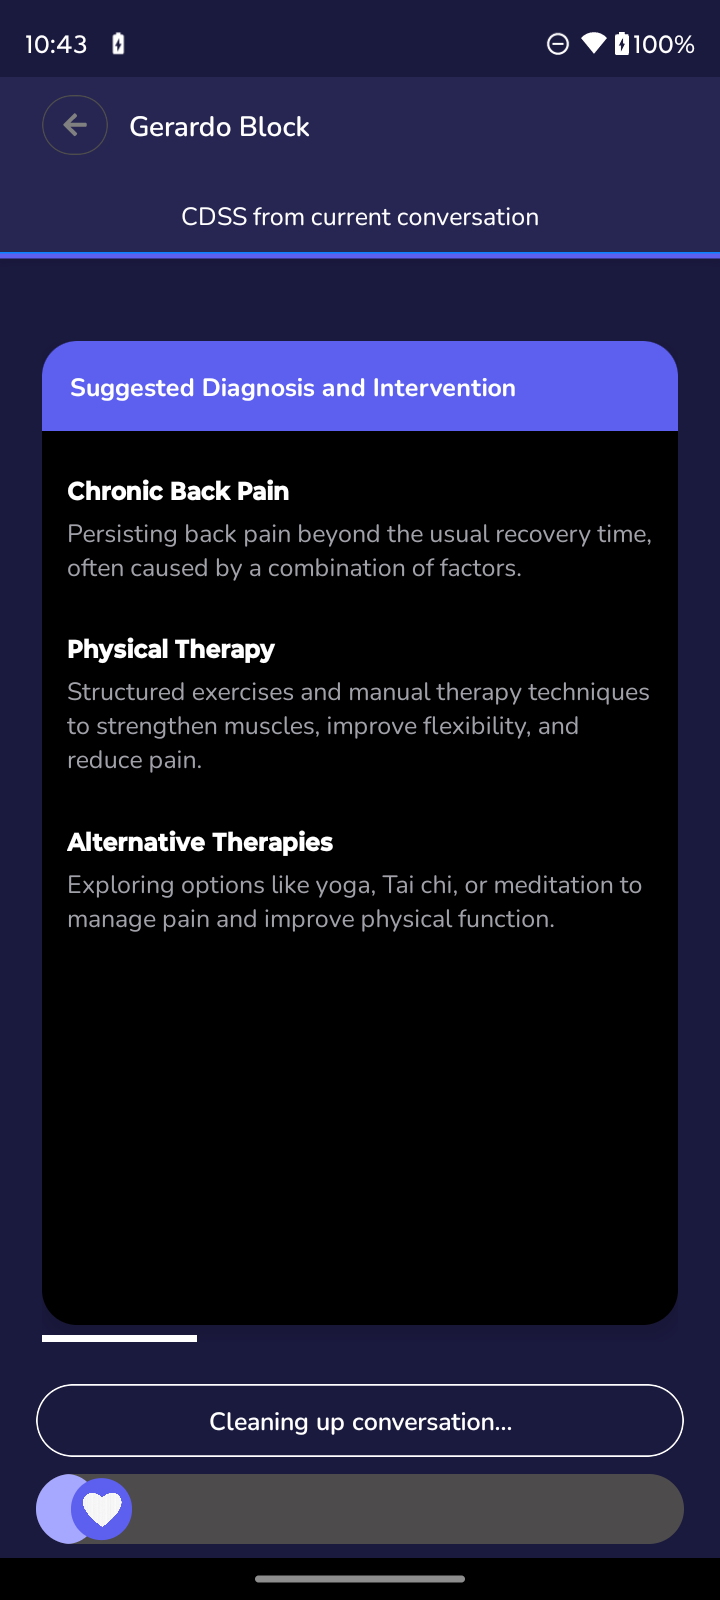 10:43
100%
Gerardo Block
CDSS from current conversation
Suggested Diagnosis and Intervention
Chronic Back Pain
Persisting back pain beyond the usual recovery time,
often caused by a combination of factors.
Physical Therapy
Structured exercises and manual therapy techniques
to strengthen muscles, improve flexibility, and
reduce pain.
Alternative Therapies
Exploring options like yoga, Tai chi, or meditation to
manage pain and improve physical function.
Cleaning up conversation...